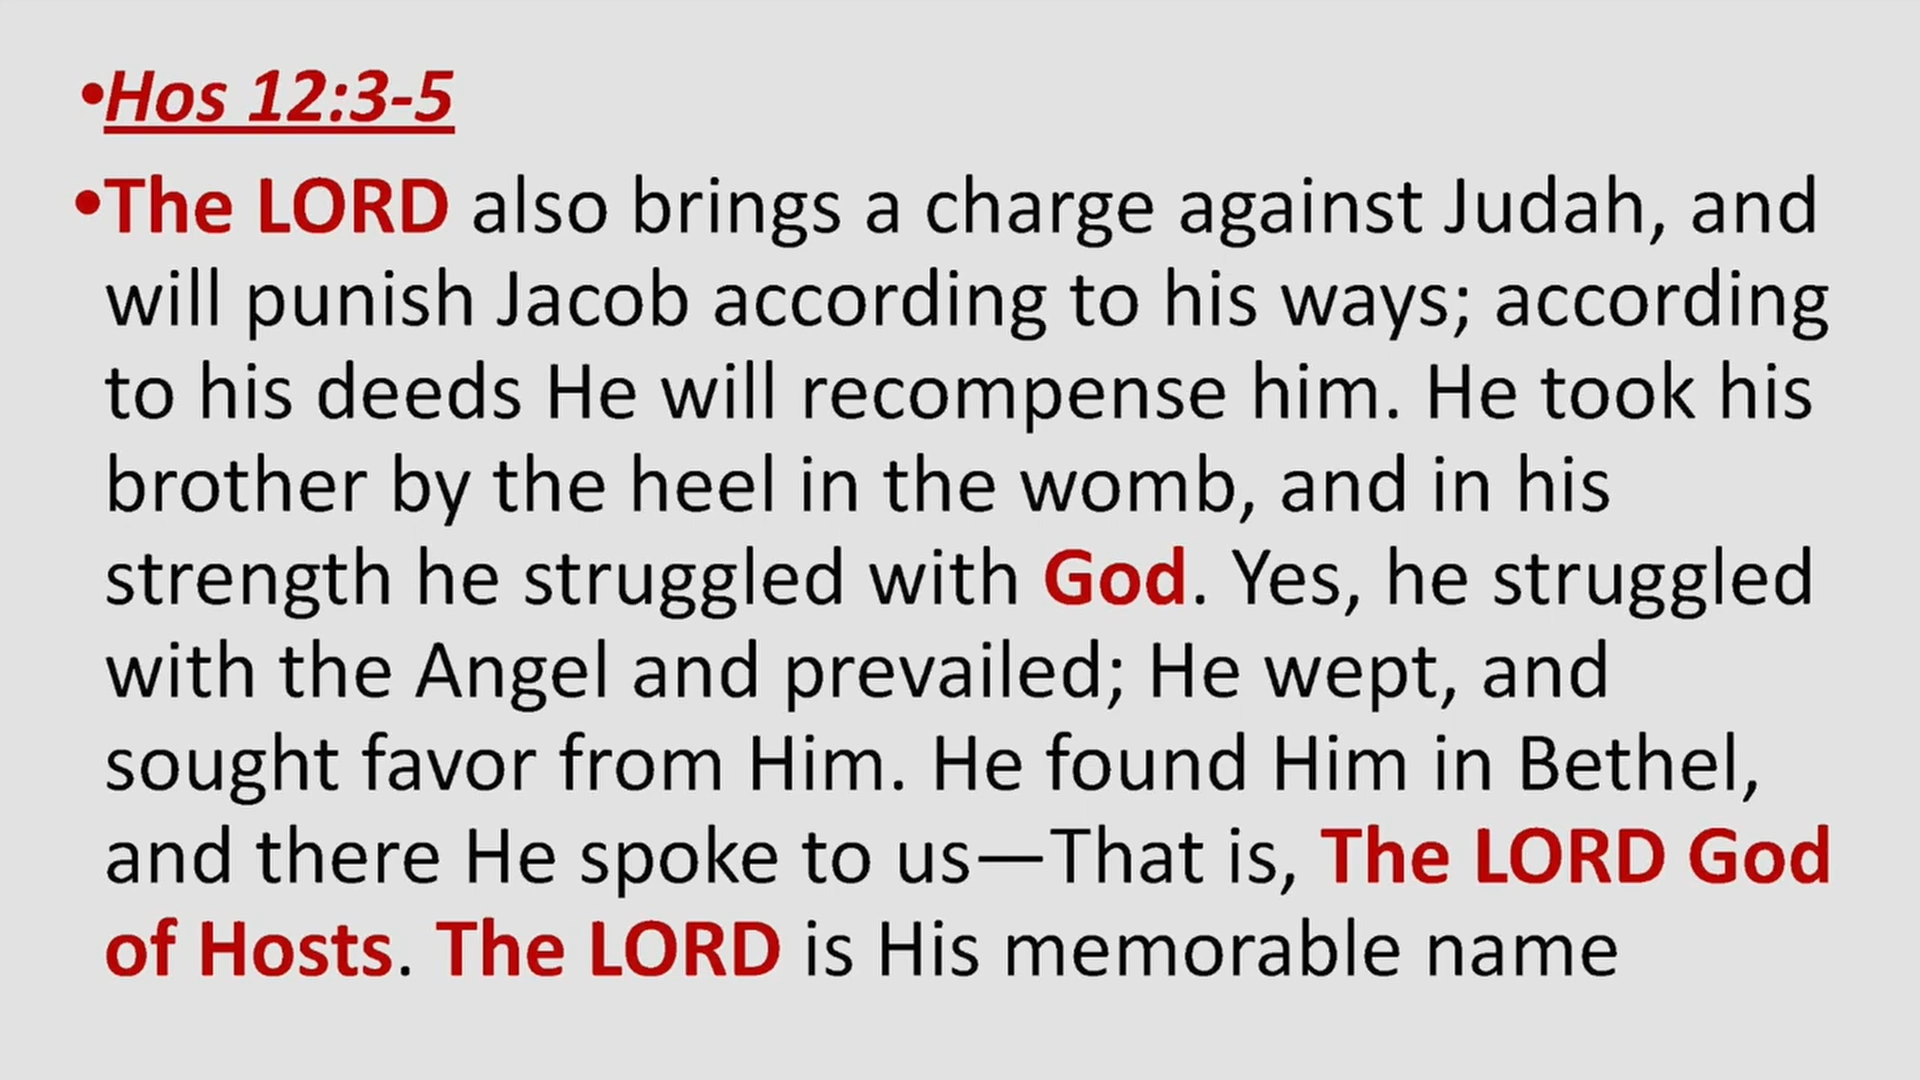 •Hos 12:3-5
•The LORD also brings a charge against Judah, and
will punish Jacob according to his ways; according
to his deeds He will recompense him. He took his
brother by the heel in the womb, and in his
strength he struggled with God. Yes, he struggled
with the Angel and prevailed; He wept, and
sought favor from Him. He found Him in Bethel,
and there He spoke to us—That is, The LORD God
of Hosts. The LORD is His memorable name